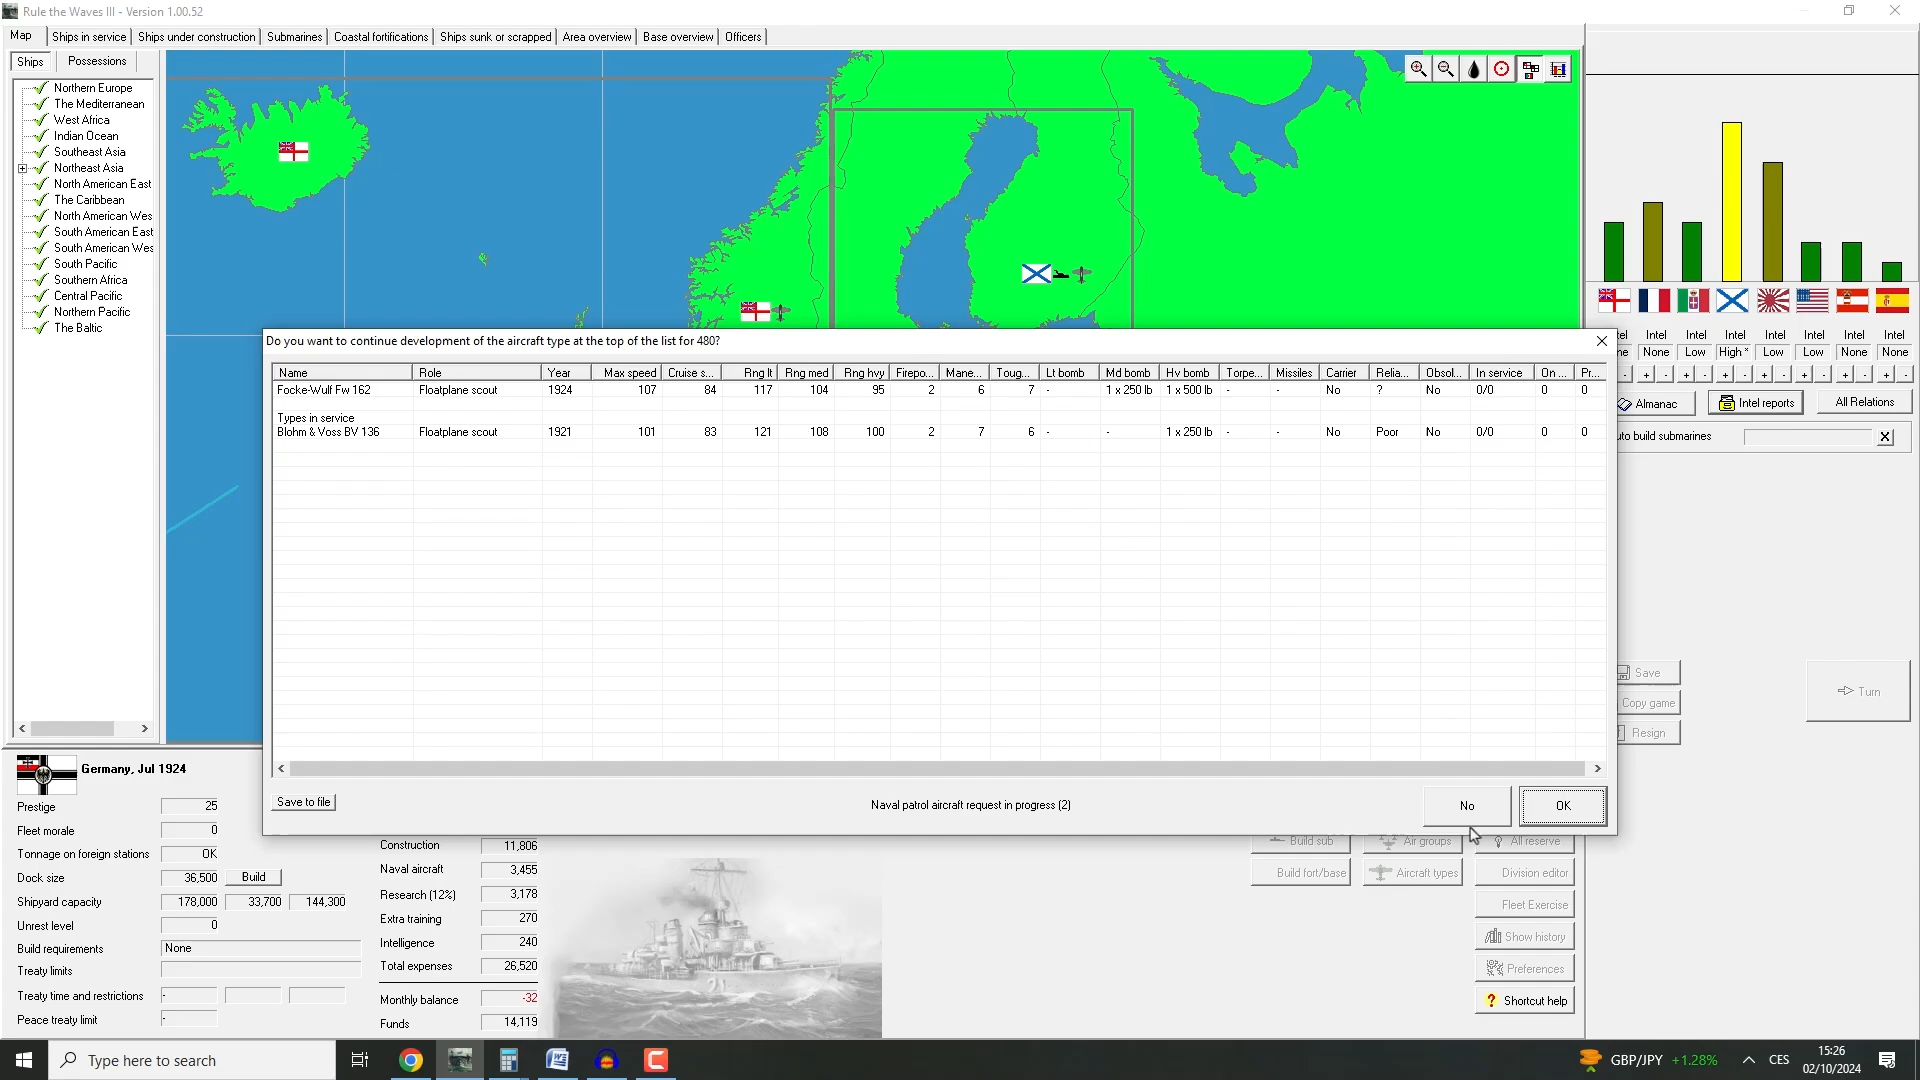 Rule the Waves III - Version 1.00.52
Map Ships in service Ships under construction Submarines Coastal fortifications Ships sunk or scrapped Area overview Base overview Officers
Ships Possessions
Northern Europe
The Mediterranean
West Africa
Indian Ocean
Southeast Asia
Northeast Asia
North American East
The Caribbean
North American Wes
South American East
South American Wes
South Pacific
Southern Africa
Central Pacific
Northern Pacific
The Baltic
Intel Intel Intel Intel Intel Intel Intel
None Low High * Low Low None None
Almanac Intel reports All Relations
uto build submarines X
Do you want to continue development of the aircraft type at the top of the list for 480?
Name Role Year Max speed Cruise s... Rng lt Rng med Rng hvy Firepo... Mane... Toug... Lt bomb Md bomb Hv bomb Torpe... Missiles Carrier Relia... Obsol... In service On ... Pr...
Focke-Wulf Fw 162 Floatplane scout 1924 107 84 117 104 95 2 6 7 - 1 x 250 lb 1 x 500 lb - - No ? No 0/0 0 0
Types in service
Blohm & Voss BV 136 Floatplane scout 1921 101 83 121 108 100 2 7 6 - - 1 x 250 lb - - No Poor No 0/0 0 0
Save to file Naval patrol aircraft request in progress (2) No OK
Save
Copy game
Resign
Turn
Germany, Jul 1924
Prestige 25
Fleet morale 0
Tonnage on foreign stations OK
Dock size 36,500 Build
Shipyard capacity 178,000 33,700 144,300
Unrest level 0
Build requirements None
Treaty limits
Treaty time and restrictions -
Peace treaty limit -
Construction 11,806
Naval aircraft 3,455
Research (12%) 3,178
Extra training 270
Intelligence 240
Total expenses 26,520
Monthly balance -32
Funds 14,119
Build sub Air groups All reserve
Build fort/base Aircraft types Division editor
Fleet Exercise
Show history
Preferences
? Shortcut help
Type here to search
GBP/JPY +1.28% CES 15:26
02/10/2024